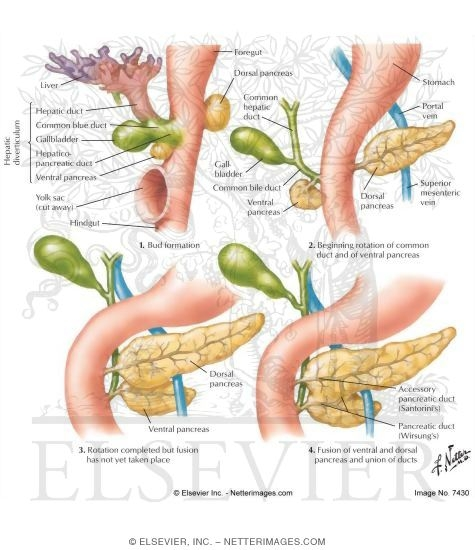 Foregut
Dorsal pancreas
Liver
Hepatic duct
Common blue duct
Gallbladder
Hepatico-
pancreatic duct
Ventral pancreas
Hepatic
diverticulum
Yolk sac
(cut away)
Hindgut
1. Bud formation
Stomach
Common
hepatic
duct
Portal
vein
Gall-
bladder
Common bile duct
Ventral
pancreas
Dorsal
pancreas
Superior
mesenteric
vein
2. Beginning rotation of common
duct and of ventral pancreas
Dorsal
pancreas
Ventral pancreas
3. Rotation completed but fusion
has not yet taken place
Accessory
pancreatic duct
(Santorini's)
Pancreatic duct
(Wirsung's)
4. Fusion of ventral and dorsal
pancreas and union of ducts
F. Netter
M.D.
ELSEVIER
ELSEVIER
© Elsevier Inc. - Netterimages.com
Image No. 7430
© ELSEVIER, INC. – NETTERIMAGES.COM